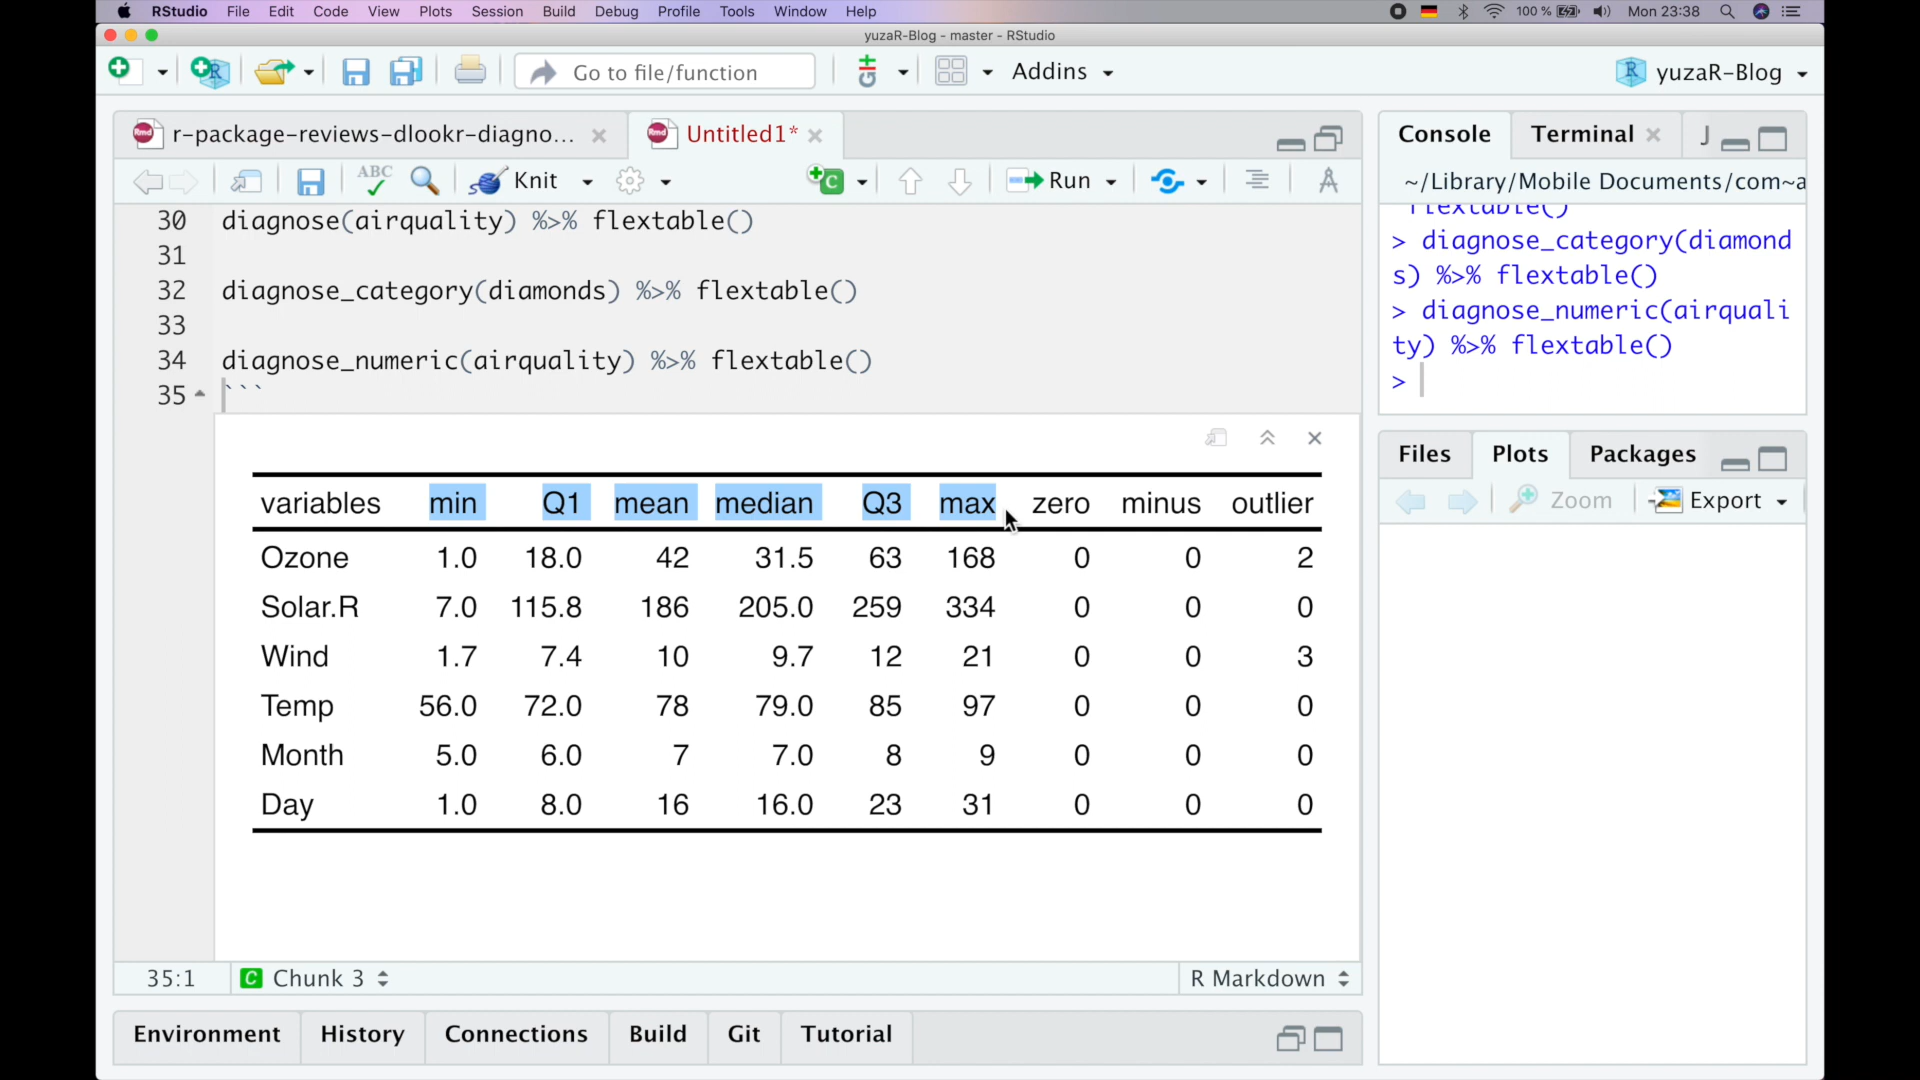 RStudio File Edit Code View Plots Session Build Debug Profile Tools Window Help 100 % Mon 23:38
yuzaR-Blog - master - RStudio
Go to file/function Addins yuzaR-Blog
r-package-reviews-dlookr-diagno... Untitled1*
ABC Knit Run
30 diagnose(airquality) %>% flextable()
31
32 diagnose_category(diamonds) %>% flextable()
33
34 diagnose_numeric(airquality) %>% flextable()
35 ```
variables min Q1 mean median Q3 max zero minus outlier
Ozone 1.0 18.0 42 31.5 63 168 0 0 2
Solar.R 7.0 115.8 186 205.0 259 334 0 0 0
Wind 1.7 7.4 10 9.7 12 21 0 0 3
Temp 56.0 72.0 78 79.0 85 97 0 0 0
Month 5.0 6.0 7 7.0 8 9 0 0 0
Day 1.0 8.0 16 16.0 23 31 0 0 0
35:1 C Chunk 3 R Markdown
Environment History Connections Build Git Tutorial
Console Terminal J
~/Library/Mobile Documents/com~a
flextable()
> diagnose_category(diamond
s) %>% flextable()
> diagnose_numeric(airquali
ty) %>% flextable()
>
Files Plots Packages
Zoom Export